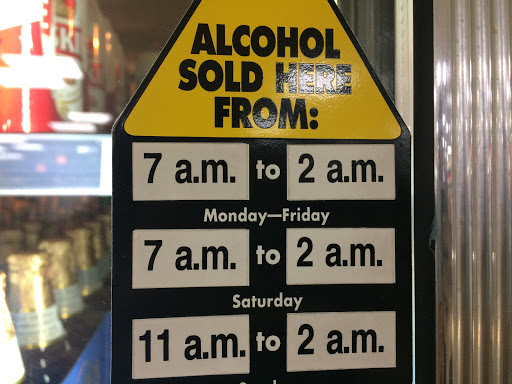 ALCOHOL
SOLD HERE
FROM:
7 a.m. to 2 a.m.
Monday—Friday
7 a.m. to 2 a.m.
Saturday
11 a.m. to 2 a.m.